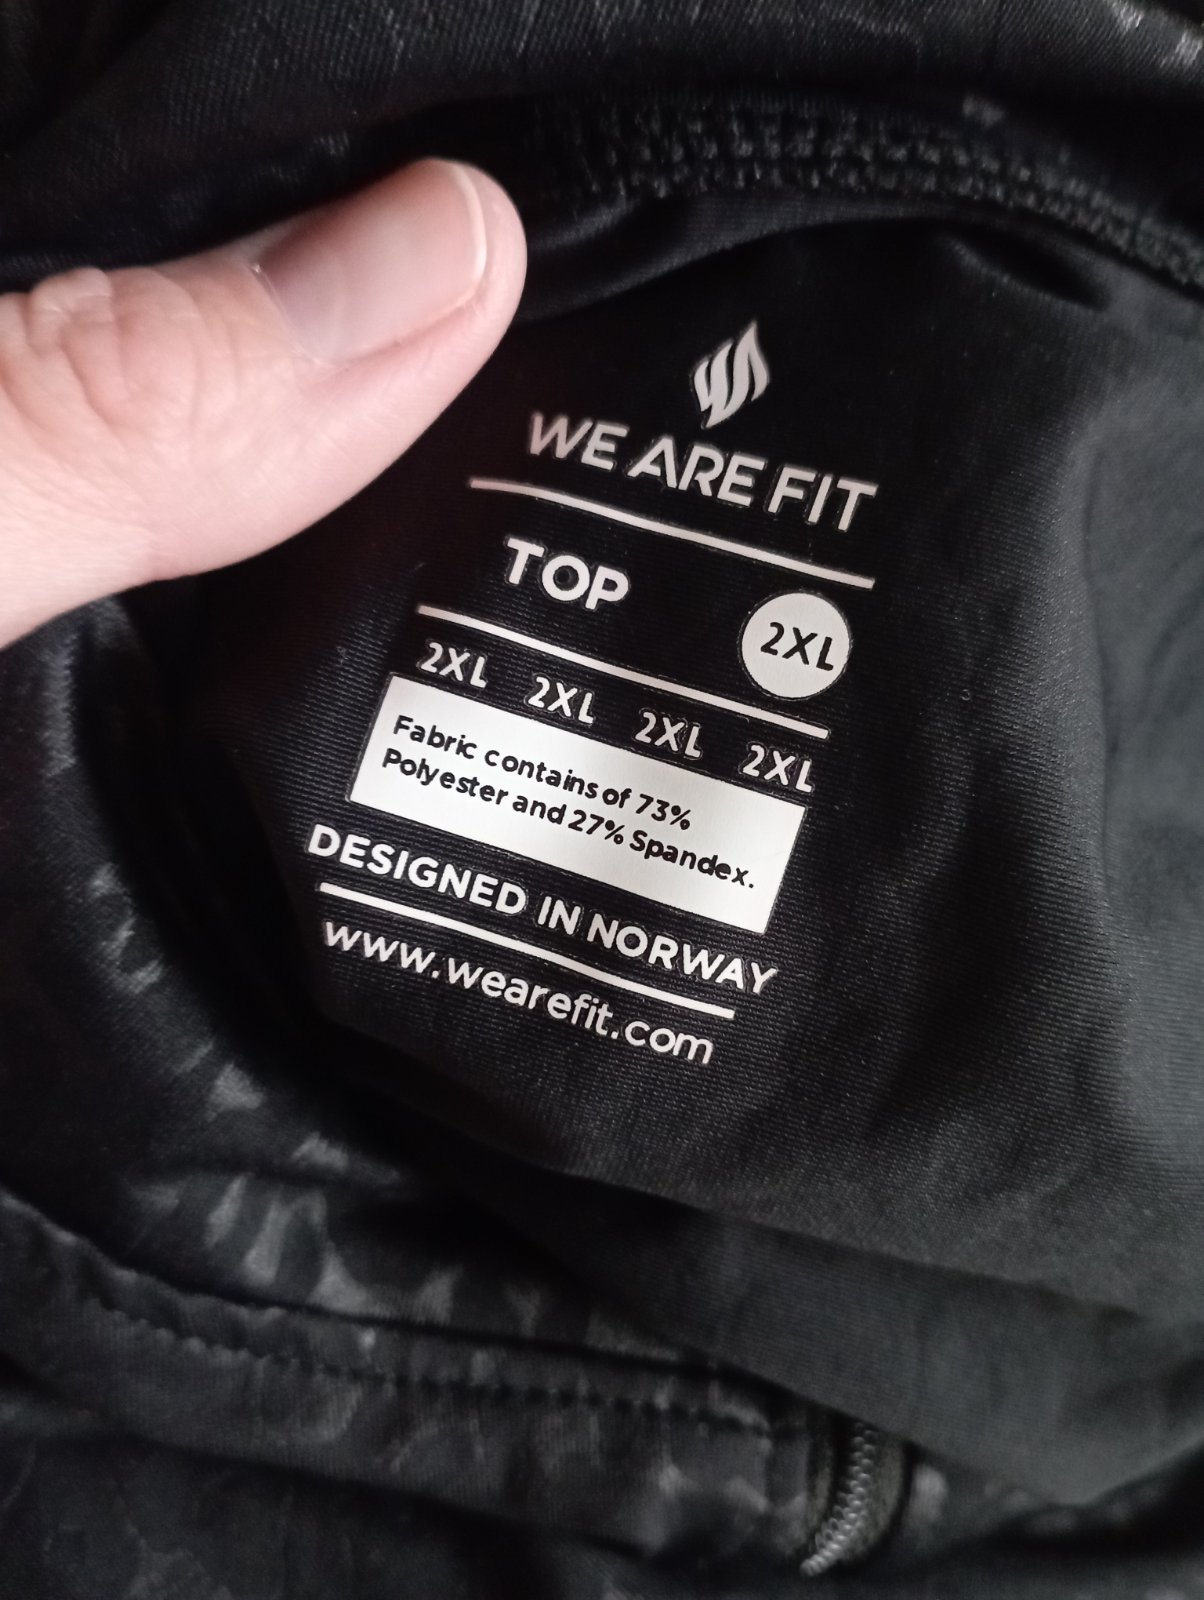 WE ARE FIT
TOP
2XL
2XL 2XL 2XL 2XL
Fabric contains of 73%
Polyester and 27% Spandex.
DESIGNED IN NORWAY
www.wearefit.com